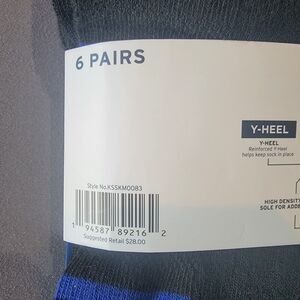 6 PAIRS
Y-HEEL
Y-HEEL
Reinforced Y-Heel
helps keep sock in place
Style No.KSSKM0083
HIGH DENSIT
SOLE FOR ADDE
1 94587 89216 2
Suggested Retail $28.00